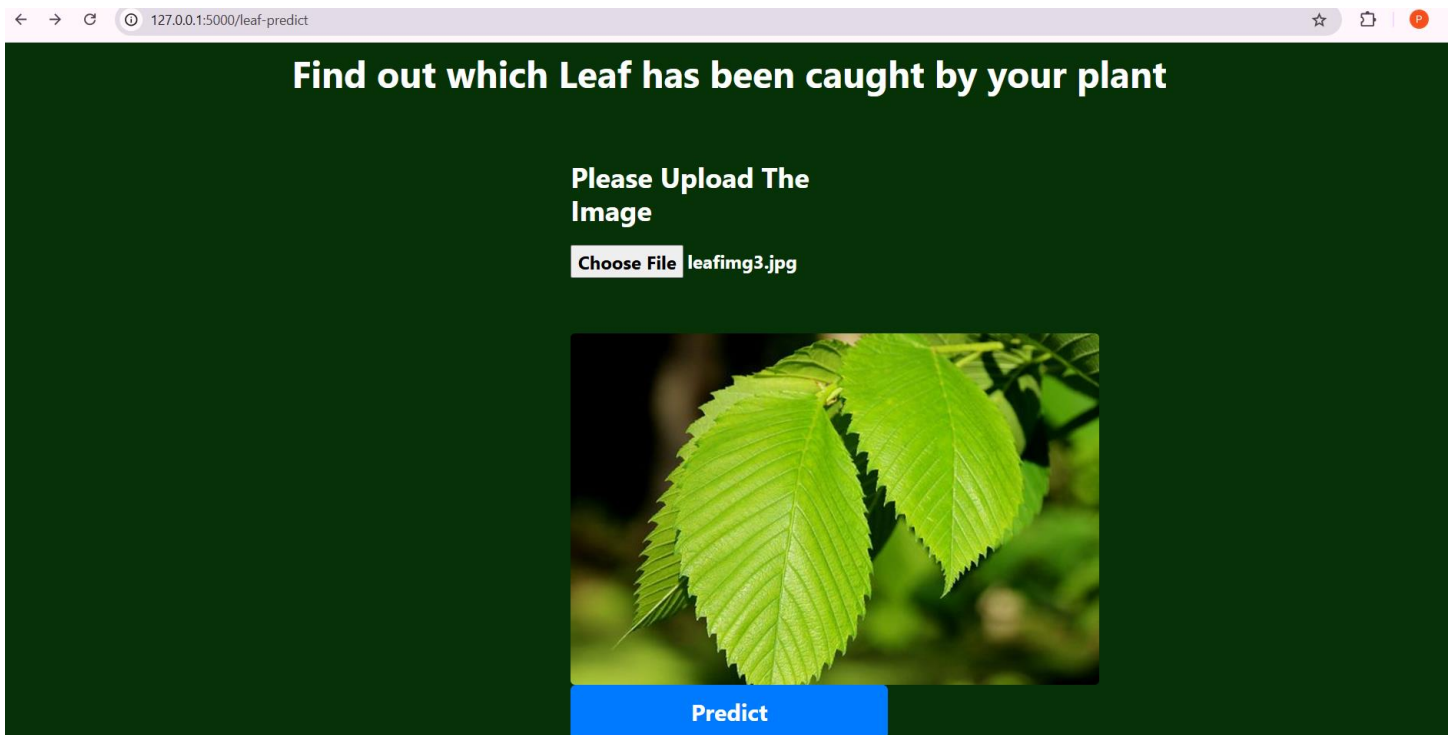 127.0.0.1:5000/leaf-predict
P
Find out which Leaf has been caught by your plant
Please Upload The
Image
Choose File leafimg3.jpg
Predict